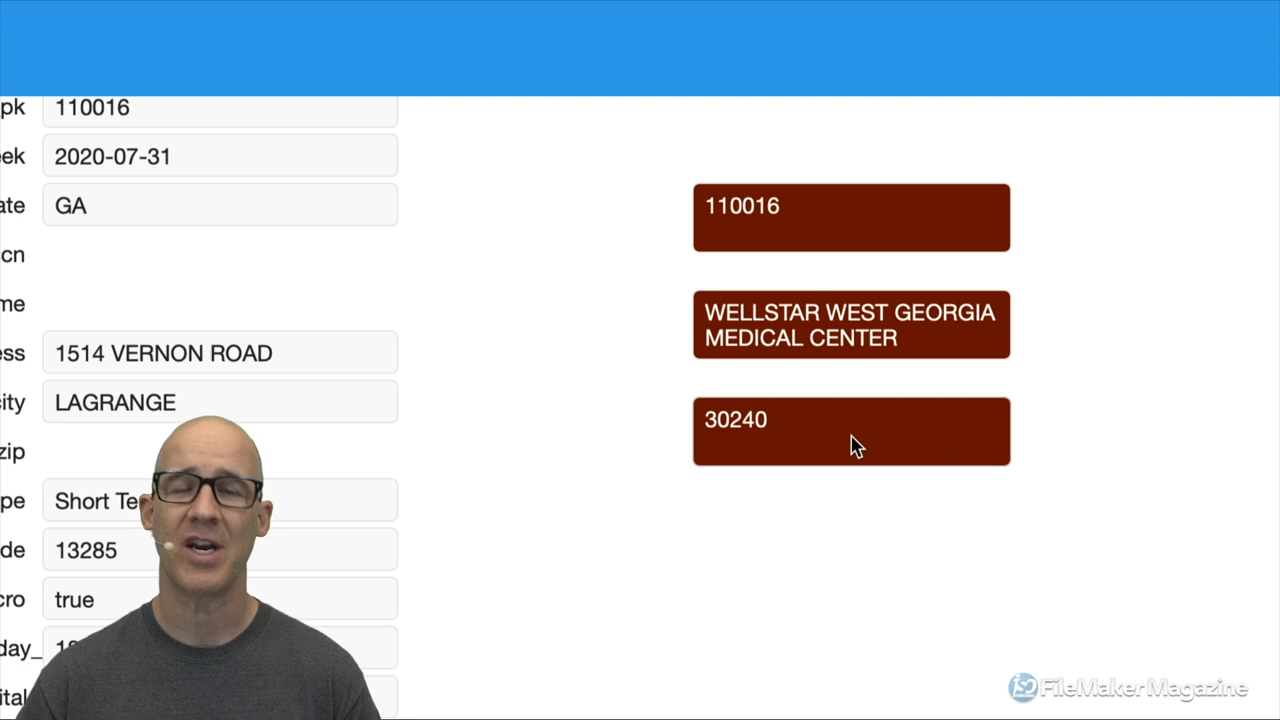 pk 110016
eek 2020-07-31
ate GA
cn
me
ess 1514 VERNON ROAD
city LAGRANGE
zip
pe Short Te
de 13285
cro true
day_
ital
110016
WELLSTAR WEST GEORGIA
MEDICAL CENTER
30240
FileMaker Magazine